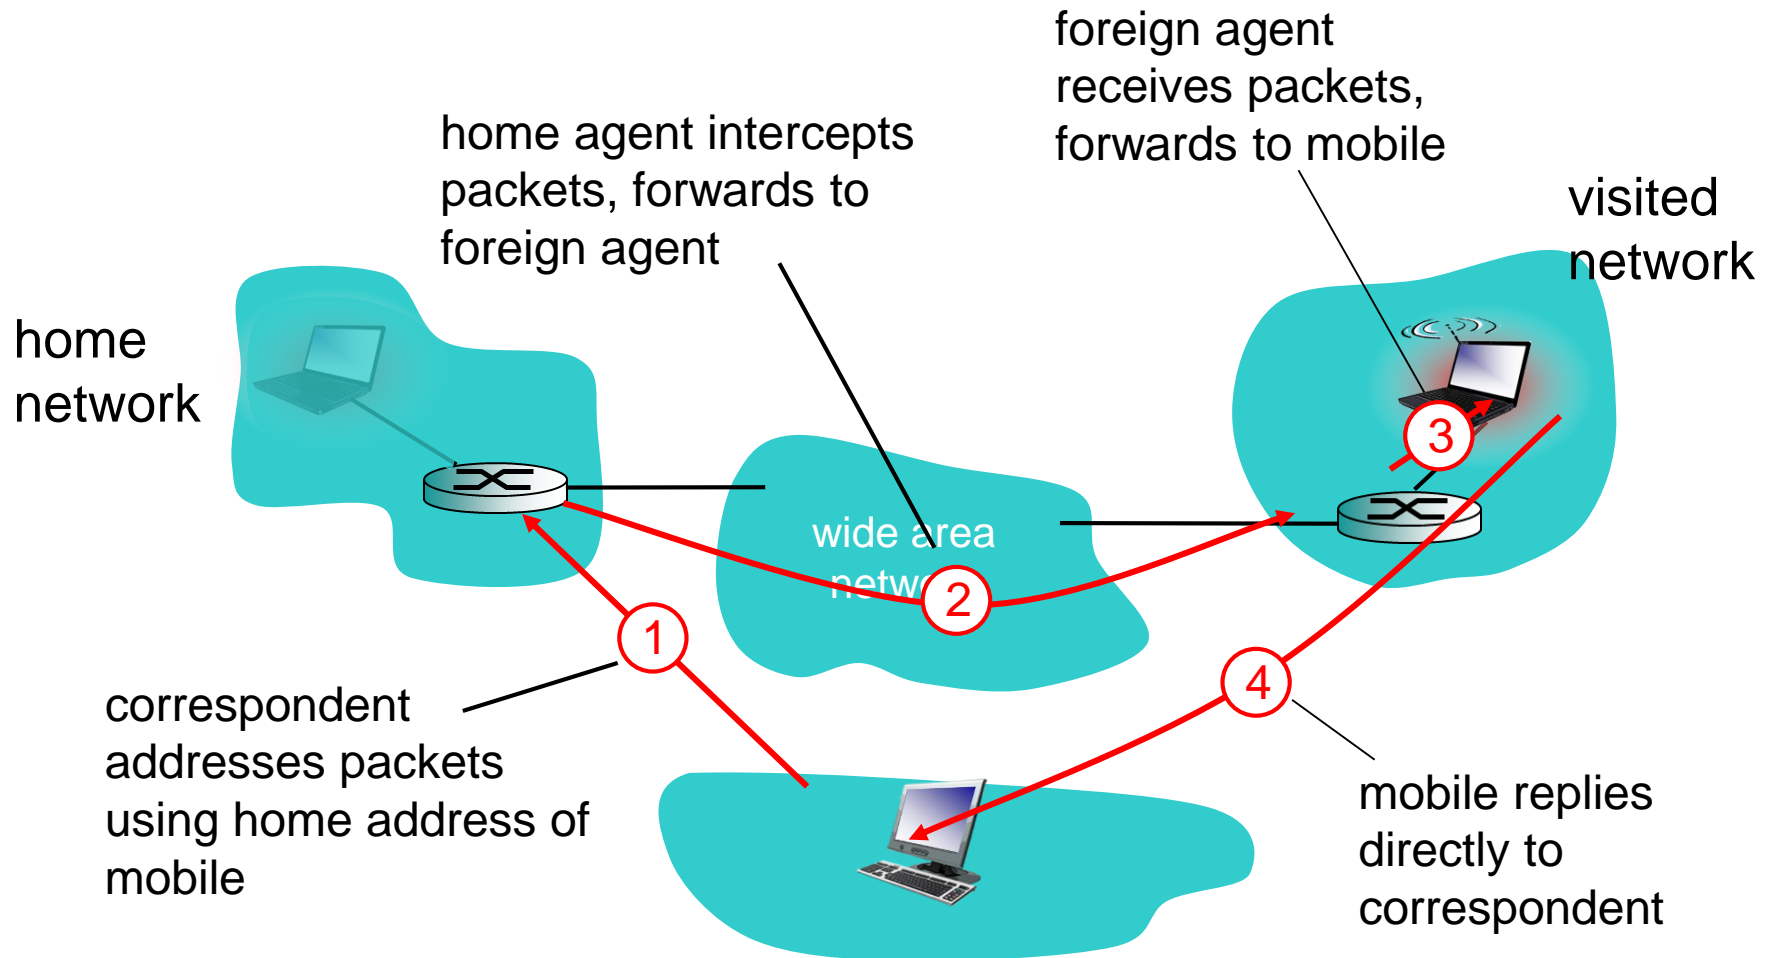 foreign agent
receives packets,
forwards to mobile
home agent intercepts
packets, forwards to
foreign agent
visited
network
home
network
3
wide area
2
1
4
correspondent
addresses packets
using home address of
mobile
mobile replies
directly to
correspondent